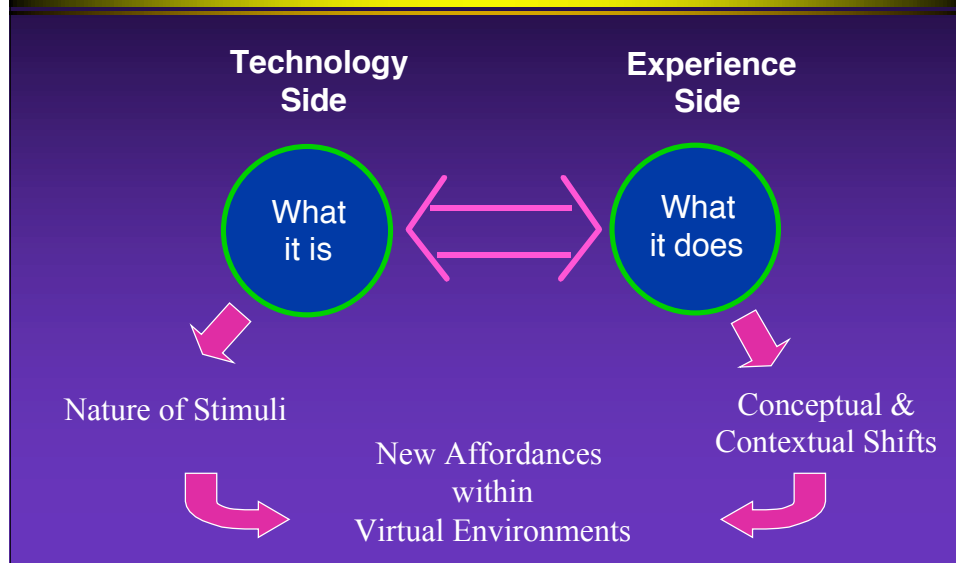 Technology
Side
Experience
Side
What
it is
What
it does
Nature of Stimuli
Conceptual &
Contextual Shifts
New Affordances
within
Virtual Environments